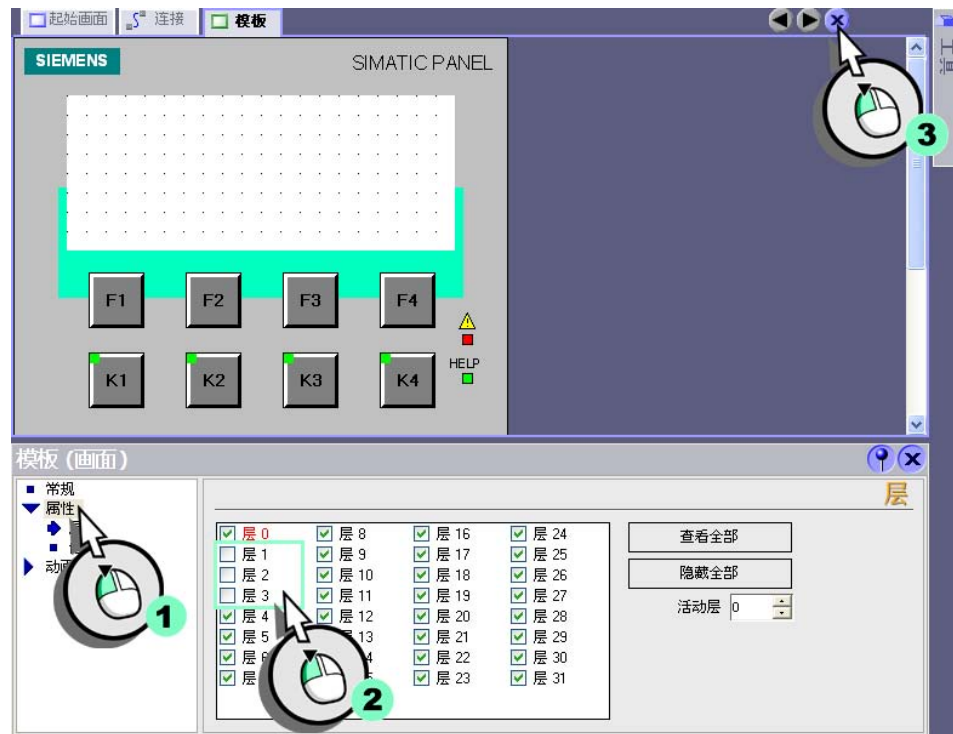 起始画面 连接 模板
SIEMENS SIMATIC PANEL
工具
3
F1 F2 F3 F4
HELP
K1 K2 K3 K4
模板 (画面)
常规
属性
层
层 0 层 8 层 16 层 24
层 1 层 9 层 17 层 25
层 2 层 10 层 18 层 26
层 3 层 11 层 19 层 27
层 4 层 12 层 20 层 28
层 5 层 13 层 21 层 29
层 22 层 30
层 层 23 层 31
查看全部
隐藏全部
活动层 0
1
2